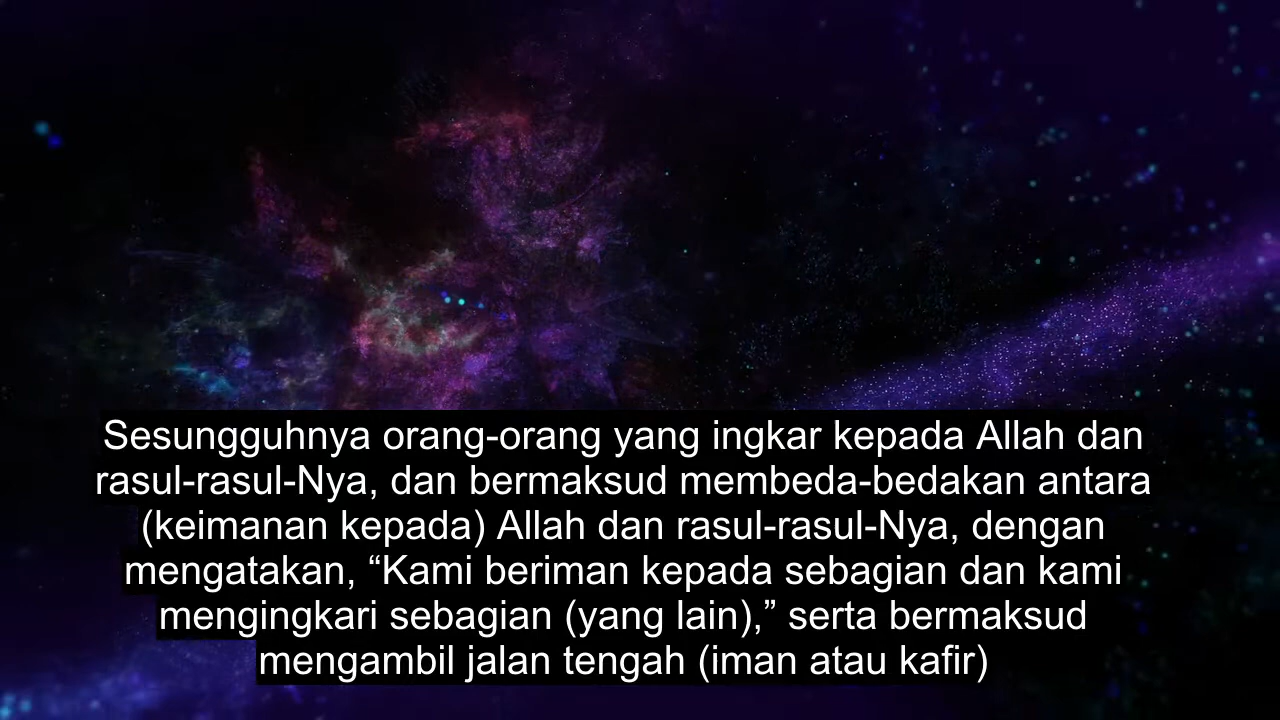 Sesungguhnya orang-orang yang ingkar kepada Allah dan
rasul-rasul-Nya, dan bermaksud membeda-bedakan antara
(keimanan kepada) Allah dan rasul-rasul-Nya, dengan
mengatakan, “Kami beriman kepada sebagian dan kami
mengingkari sebagian (yang lain),” serta bermaksud
mengambil jalan tengah (iman atau kafir)